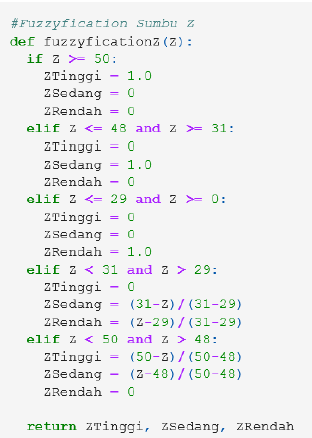 #Fuzzyfication Sumbu Z
def fuzzyficationZ(Z):
  if Z >= 50:
    ZTinggi = 1.0
    ZSedang = 0
    ZRendah = 0
  elif Z <= 48 and Z >= 31:
    ZTinggi = 0
    ZSedang = 1.0
    ZRendah = 0
  elif Z <= 29 and Z >= 0:
    ZTinggi = 0
    ZSedang = 0
    ZRendah = 1.0
  elif Z < 31 and Z > 29:
    ZTinggi = 0
    ZSedang = (31-Z)/(31-29)
    ZRendah = (Z-29)/(31-29)
  elif Z < 50 and Z > 48:
    ZTinggi = (50-Z)/(50-48)
    ZSedang = (Z-48)/(50-48)
    ZRendah = 0
  return ZTinggi, ZSedang, ZRendah